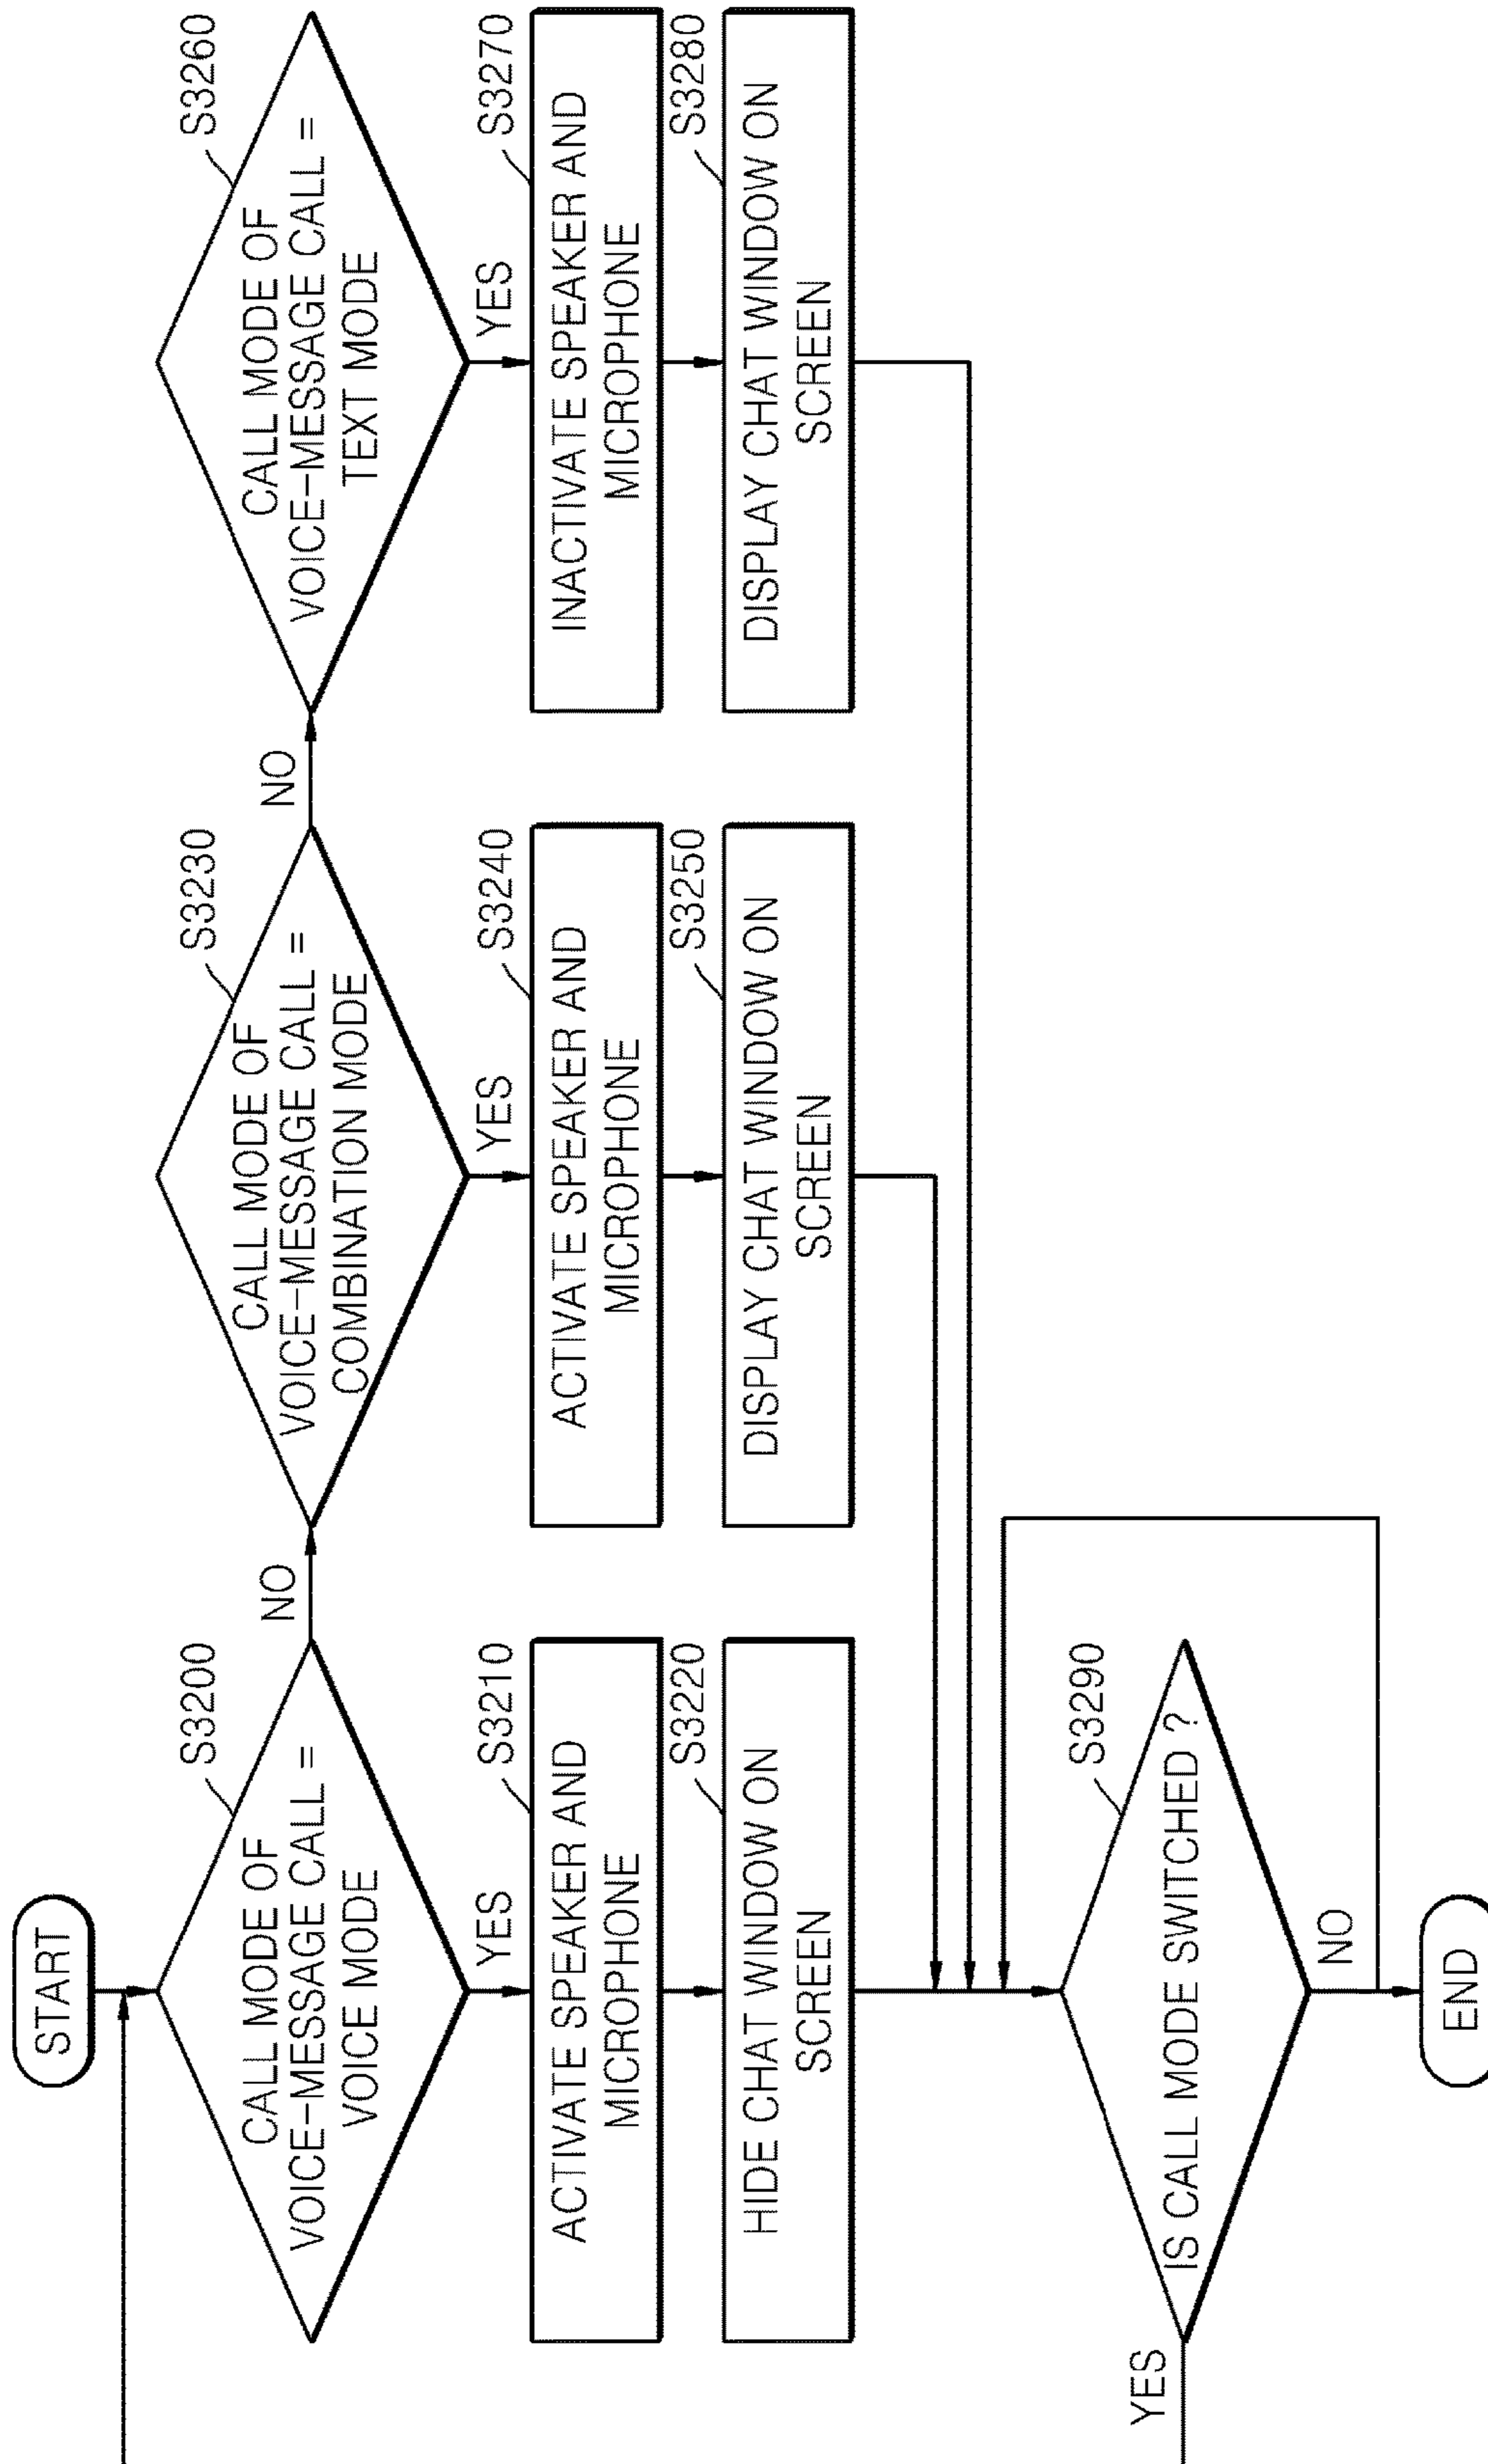 START
S3200
CALL MODE OF
VOICE-MESSAGE CALL =
VOICE MODE
NO
S3230
CALL MODE OF
VOICE-MESSAGE CALL =
COMBINATION MODE
NO
S3260
CALL MODE OF
VOICE-MESSAGE CALL =
TEXT MODE
YES
S3210
ACTIVATE SPEAKER AND
MICROPHONE
S3220
HIDE CHAT WINDOW ON
SCREEN
YES
S3240
ACTIVATE SPEAKER AND
MICROPHONE
S3250
DISPLAY CHAT WINDOW ON
SCREEN
YES
S3270
INACTIVATE SPEAKER AND
MICROPHONE
S3280
DISPLAY CHAT WINDOW ON
SCREEN
S3290
IS CALL MODE SWITCHED ?
YES
NO
END